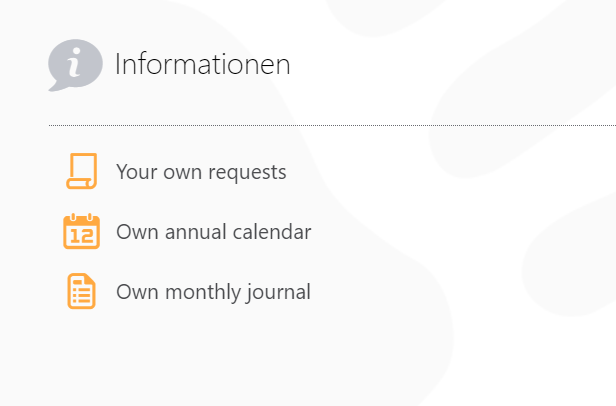 Informationen
Your own requests
12
Own annual calendar
Own monthly journal